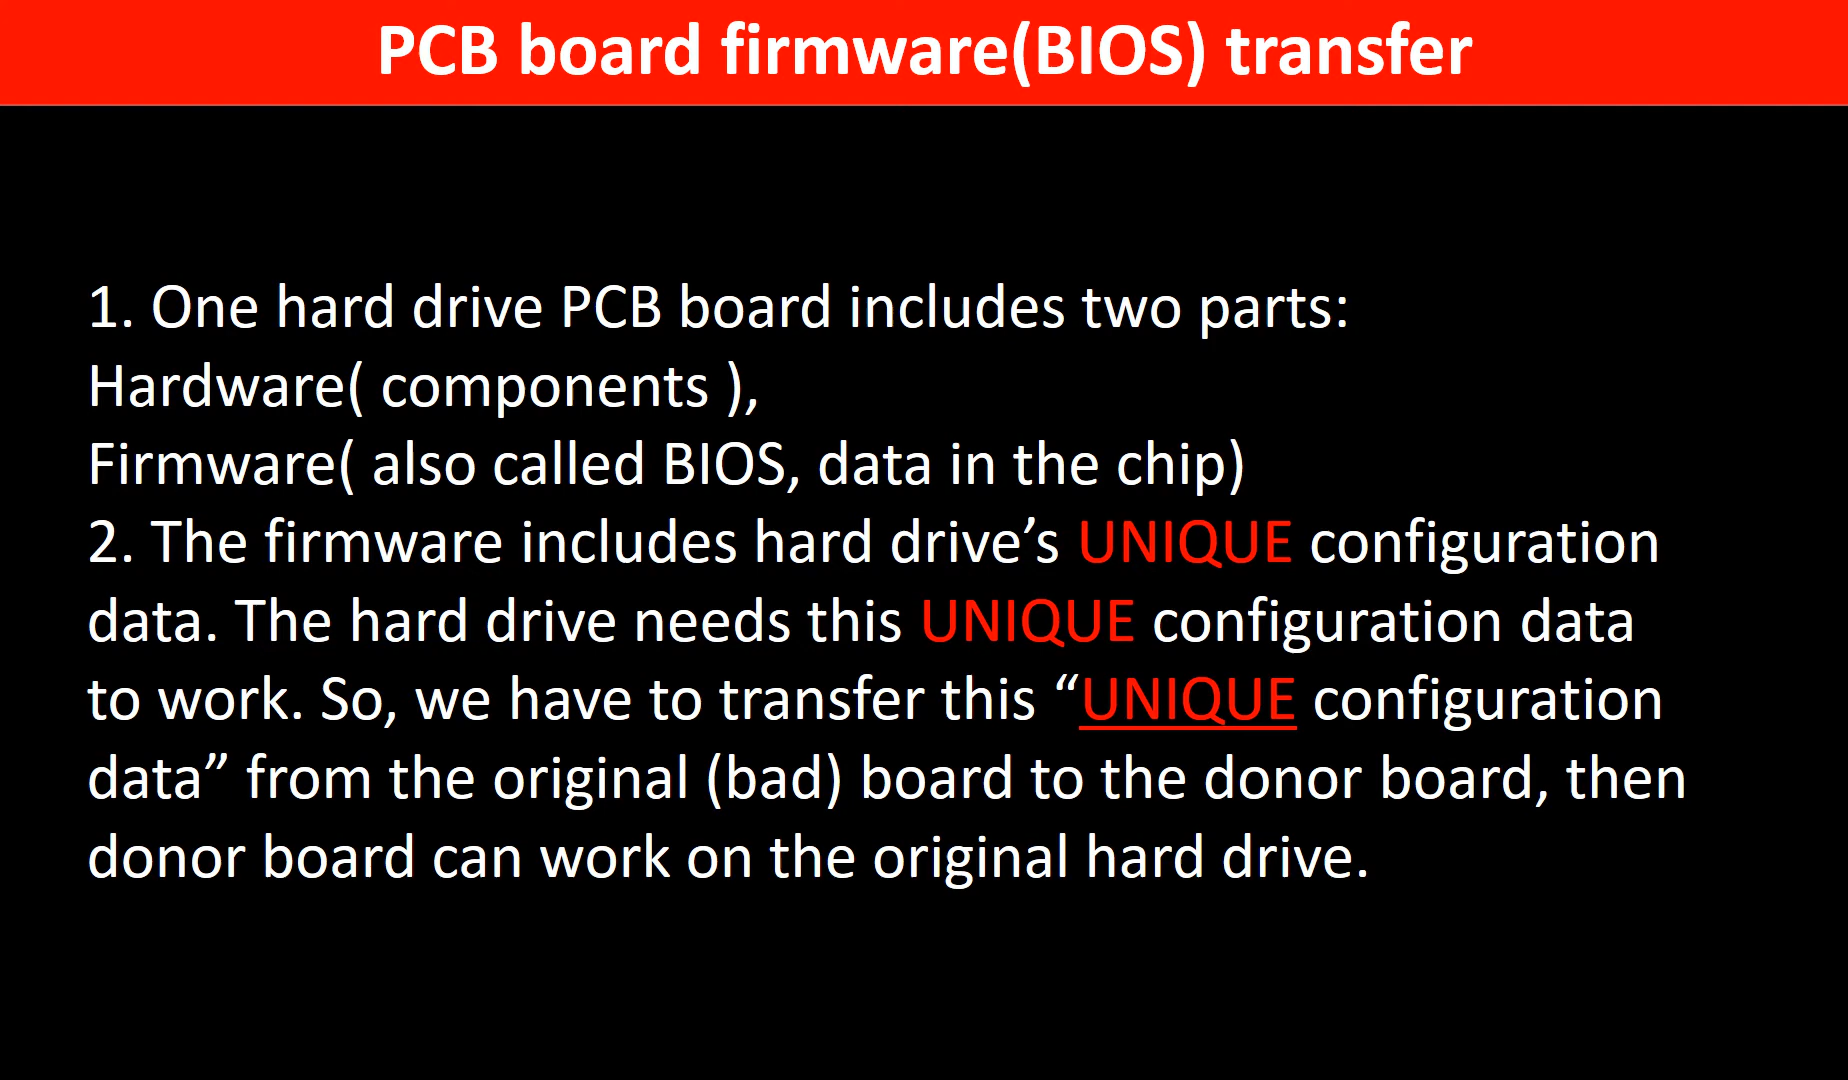 PCB board firmware(BIOS) transfer
1. One hard drive PCB board includes two parts:
Hardware( components ),
Firmware( also called BIOS, data in the chip)
2. The firmware includes hard drive’s UNIQUE configuration
data. The hard drive needs this UNIQUE configuration data
to work. So, we have to transfer this “UNIQUE configuration
data” from the original (bad) board to the donor board, then
donor board can work on the original hard drive.